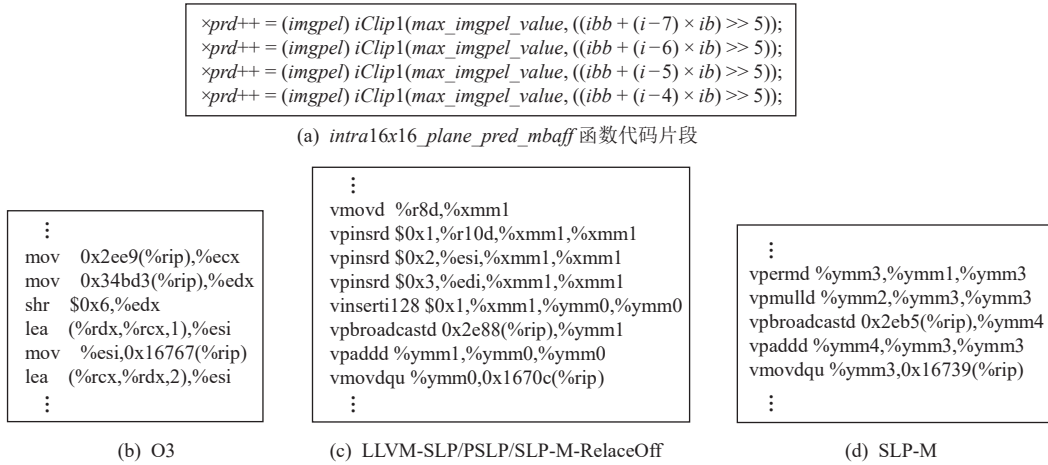 ×prd++ = (imgpel) iClip1(max_imgpel_value, ((ibb + (i−7) × ib) >> 5));
×prd++ = (imgpel) iClip1(max_imgpel_value, ((ibb + (i−6) × ib) >> 5));
×prd++ = (imgpel) iClip1(max_imgpel_value, ((ibb + (i−5) × ib) >> 5));
×prd++ = (imgpel) iClip1(max_imgpel_value, ((ibb + (i−4) × ib) >> 5));
(a) intra16x16_plane_pred_mbaff 函数代码片段
⋮
mov 0x2ee9(%rip),%ecx
mov 0x34bd3(%rip),%edx
shr $0x6,%edx
lea (%rdx,%rcx,1),%esi
mov %esi,0x16767(%rip)
lea (%rcx,%rdx,2),%esi
⋮
(b) O3
⋮
vmovd %r8d,%xmm1
vpinsrd $0x1,%r10d,%xmm1,%xmm1
vpinsrd $0x2,%esi,%xmm1,%xmm1
vpinsrd $0x3,%edi,%xmm1,%xmm1
vinserti128 $0x1,%xmm1,%ymm0,%ymm0
vpbroadcastd 0x2e88(%rip),%ymm1
vpaddd %ymm1,%ymm0,%ymm0
vmovdqu %ymm0,0x1670c(%rip)
⋮
(c) LLVM-SLP/PSLP/SLP-M-RelaceOff
⋮
vpermd %ymm3,%ymm1,%ymm3
vpmulld %ymm2,%ymm3,%ymm3
vpbroadcastd 0x2eb5(%rip),%ymm4
vpaddd %ymm4,%ymm3,%ymm3
vmovdqu %ymm3,0x16739(%rip)
⋮
(d) SLP-M